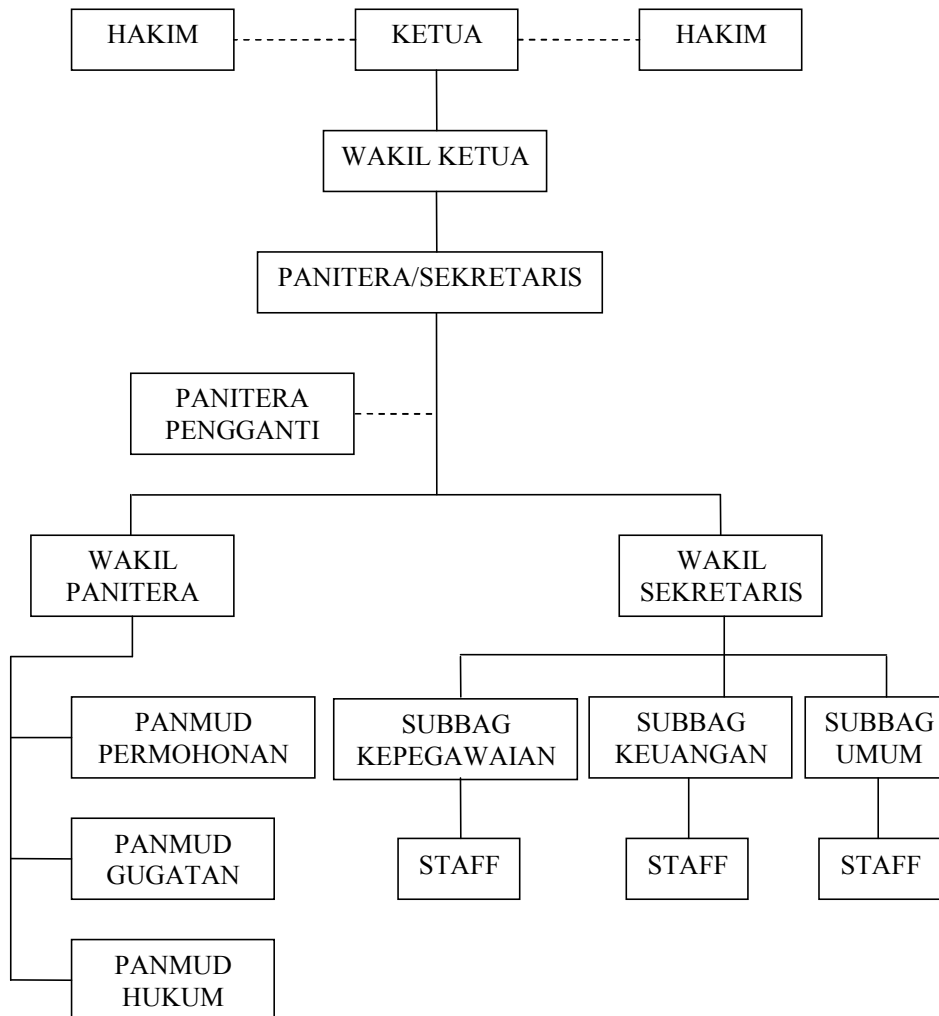 HAKIM
KETUA
HAKIM
WAKIL KETUA
PANITERA/SEKRETARIS
PANITERA
PENGGANTI
WAKIL
PANITERA
WAKIL
SEKRETARIS
PANMUD
PERMOHONAN
SUBBAG
KEPEGAWAIAN
SUBBAG
KEUANGAN
SUBBAG
UMUM
PANMUD
GUGATAN
STAFF
STAFF
STAFF
PANMUD
HUKUM